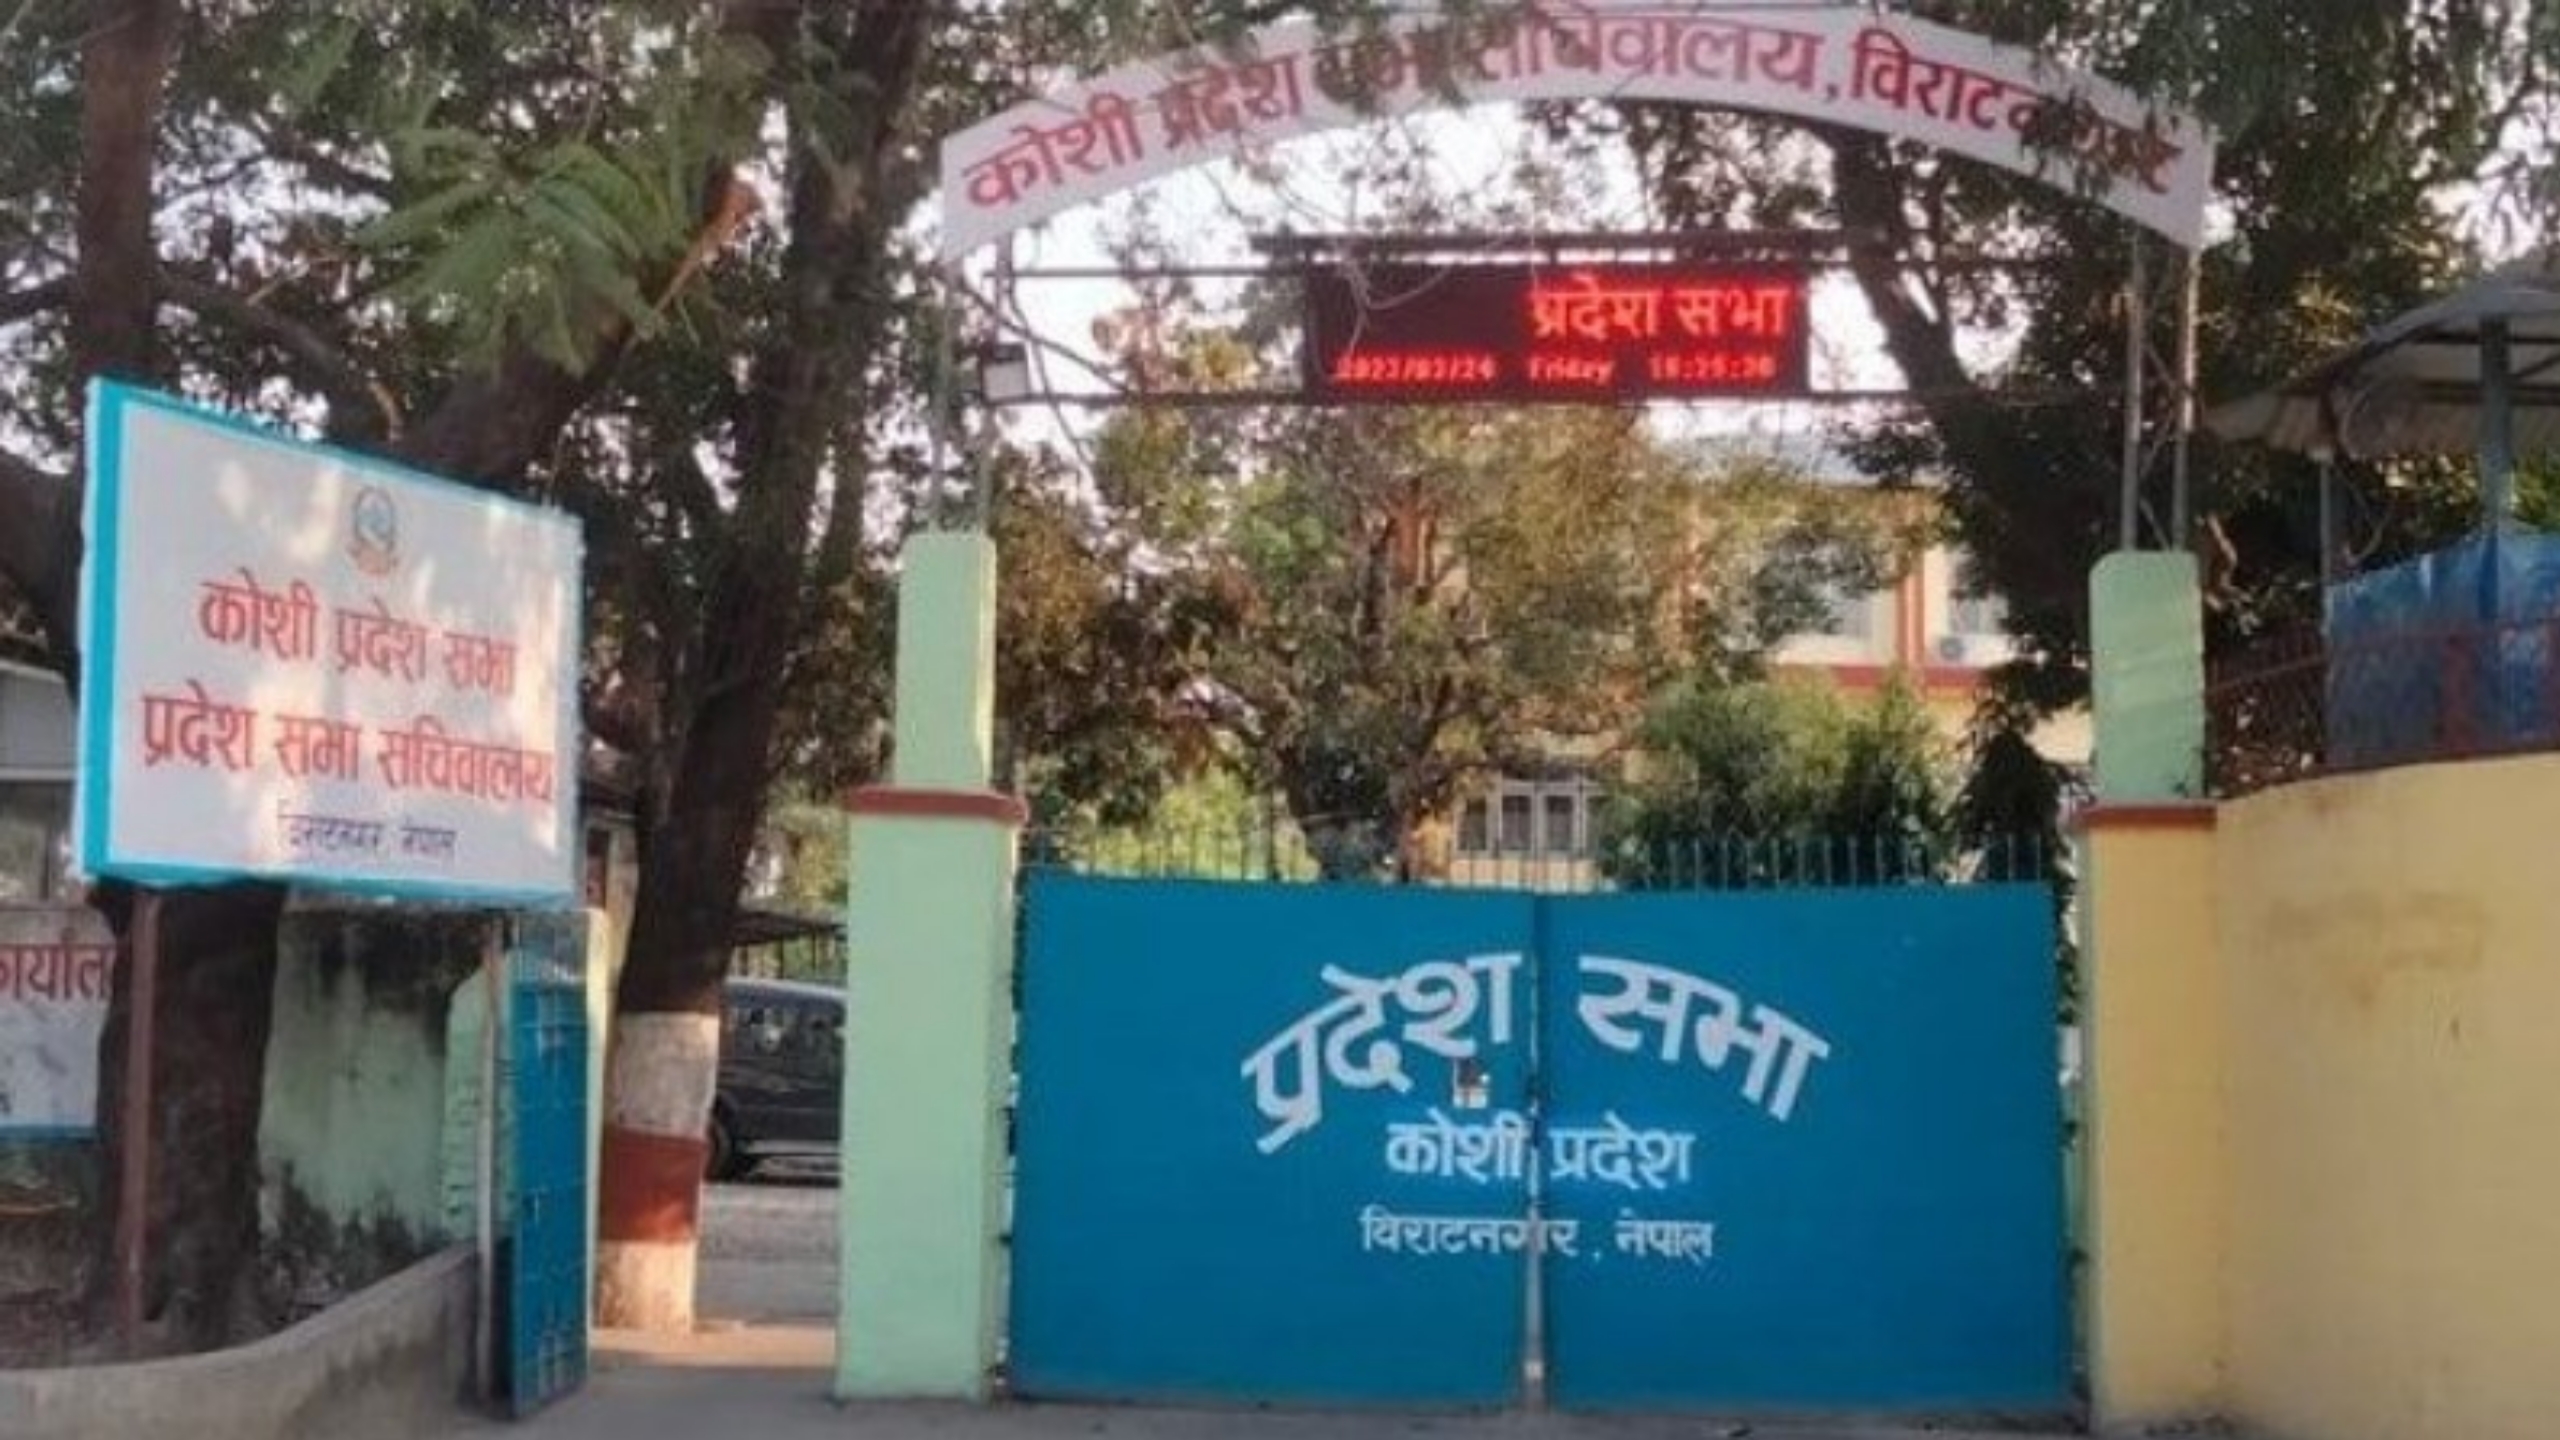 कोशी प्रदेश सभा सचिवालय, विराटनगर
प्रदेश सभा
Friday
कोशी प्रदेश सभा
प्रदेश सभा सचिवालय
विराटनगर नेपाल
प्रदेश सभा
कोशी प्रदेश
विराटनगर , नेपाल